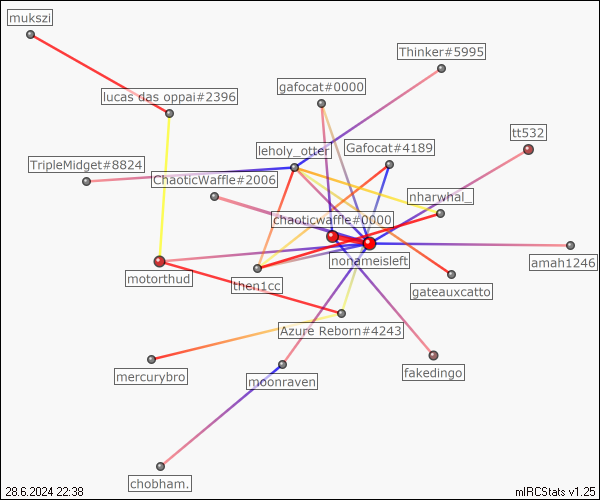 mukszi
Thinker#5995
gafocat#0000
lucas das oppai#2396
tt532
Gafocat#4189
leholy_otter
TripleMidget#8824
ChaoticWaffle#2006
nharwhal_
chaoticwaffle#0000
nonameisleft
amah1246
motorthud
then1cc
gateauxcatto
Azure Reborn#4243
fakedingo
mercurybro
moonraven
chobham.
28.6.2024 22:38
mIRCStats v1.25